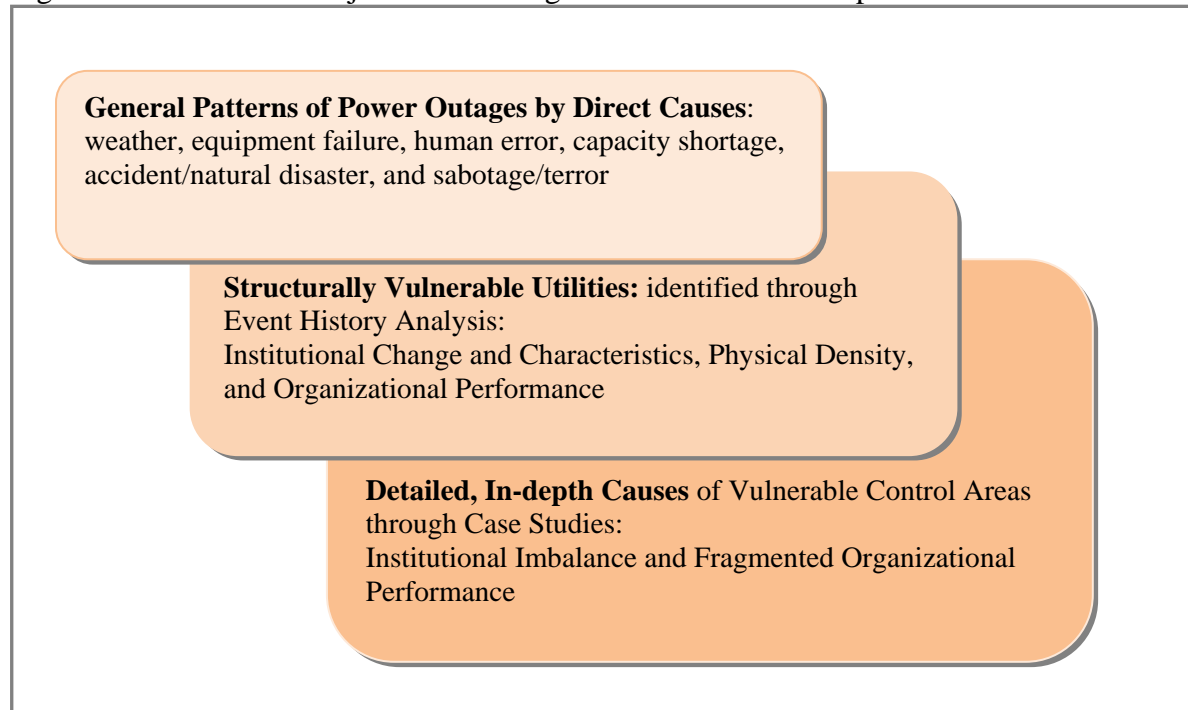 General Patterns of Power Outages by Direct Causes:
weather, equipment failure, human error, capacity shortage,
accident/natural disaster, and sabotage/terror
Structurally Vulnerable Utilities: identified through
Event History Analysis:
Institutional Change and Characteristics, Physical Density,
and Organizational Performance
Detailed, In-depth Causes of Vulnerable Control Areas
through Case Studies:
Institutional Imbalance and Fragmented Organizational
Performance